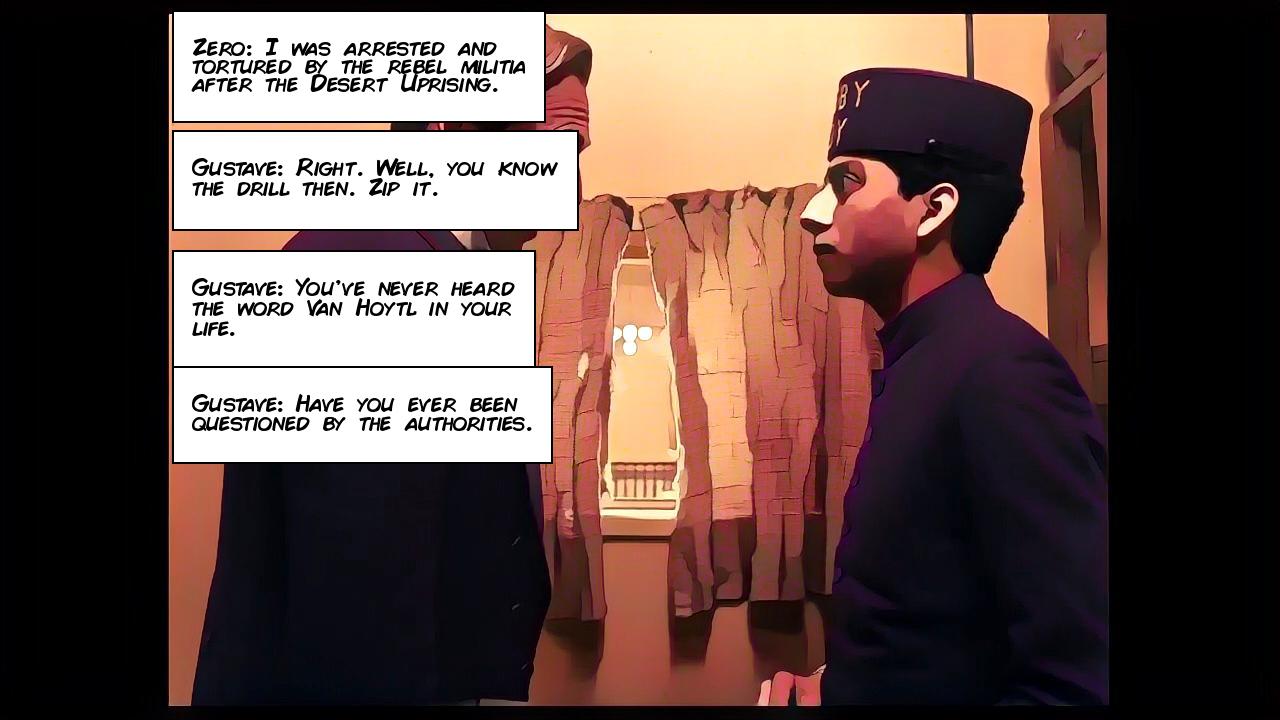 Zero: I was arrested and
tortured by the rebel militia
after the Desert Uprising.
Gustave: Right. Well, you know
the drill then. Zip it.
Gustave: You've never heard
the word Van Hoytl in your
life.
Gustave: Have you ever been
questioned by the authorities.
BY
Y